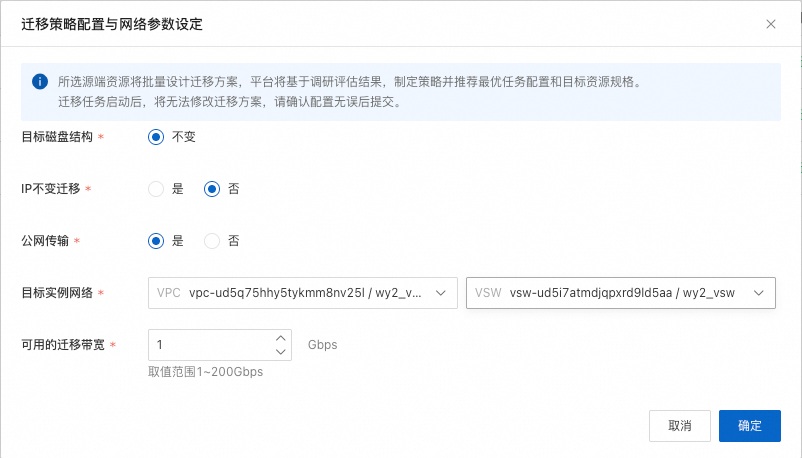 迁移策略配置与网络参数设定
所选源端资源将批量设计迁移方案，平台将基于调研评估结果，制定策略并推荐最优任务配置和目标资源规格。
迁移任务启动后，将无法修改迁移方案，请确认配置无误后提交。
目标磁盘结构 * 不变
IP不变迁移 * 是 否
公网传输 * 是 否
目标实例网络 * VPC vpc-ud5q75hhy5tykmm8nv25l / wy2_v... VSW vsw-ud5i7atmdjqpxrd9ld5aa / wy2_vsw
可用的迁移带宽 * 1 Gbps
取值范围1~200Gbps
取消 确定